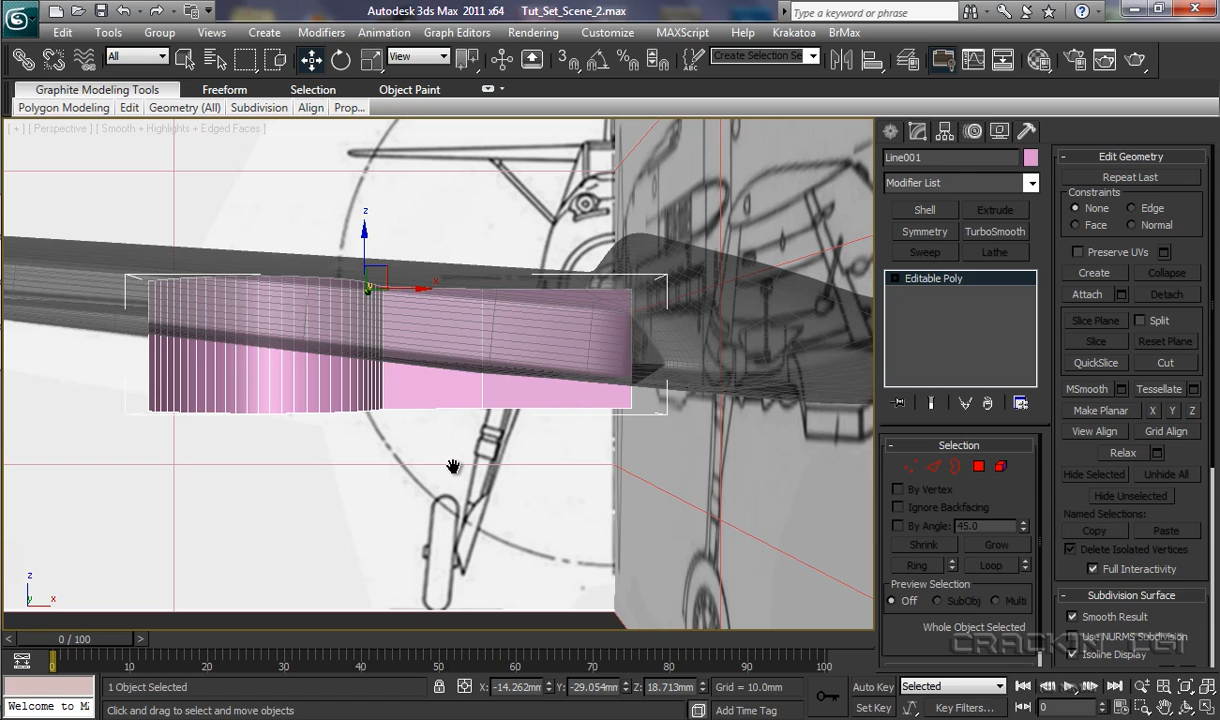 Autodesk 3ds Max 2011 x64 Tut_Set_Scene_2.max
Type a keyword or phrase
Edit Tools Group Views Create Modifiers Animation Graph Editors Rendering Customize MAXScript Help Krakatoa BrMax
All View Create Selection Se
Graphite Modeling Tools Freeform Selection Object Paint
Polygon Modeling Edit Geometry (All) Subdivision Align Prop...
[ + ] [ Perspective ] [ Smooth + Highlights + Edged Faces ]
z
x
z
y
x
Line001
Modifier List
Shell Extrude
Symmetry TurboSmooth
Sweep Lathe
Editable Poly
Selection
By Vertex
Ignore Backfacing
By Angle: 45.0
Shrink Grow
Ring Loop
Preview Selection
Off SubObj Multi
Whole Object Selected
Edit Geometry
Repeat Last
Constraints
None Edge
Face Normal
Preserve UVs
Create Collapse
Attach Detach
Slice Plane Split
Slice Reset Plane
QuickSlice Cut
MSmooth Tessellate
Make Planar X Y Z
View Align Grid Align
Relax
Hide Selected Unhide All
Hide Unselected
Named Selections:
Copy Paste
Delete Isolated Vertices
Full Interactivity
Subdivision Surface
Smooth Result
Use NURMS Subdivision
Isoline Display
CRACKIN CGI
0 / 100
0 10 20 30 40 50 60 70 80 90 100
1 Object Selected X: -14.262mm Y: -29.054mm Z: 18.713mm Grid = 10.0mm Auto Key Selected
Welcome to MA Click and drag to select and move objects Add Time Tag Set Key Key Filters... 0